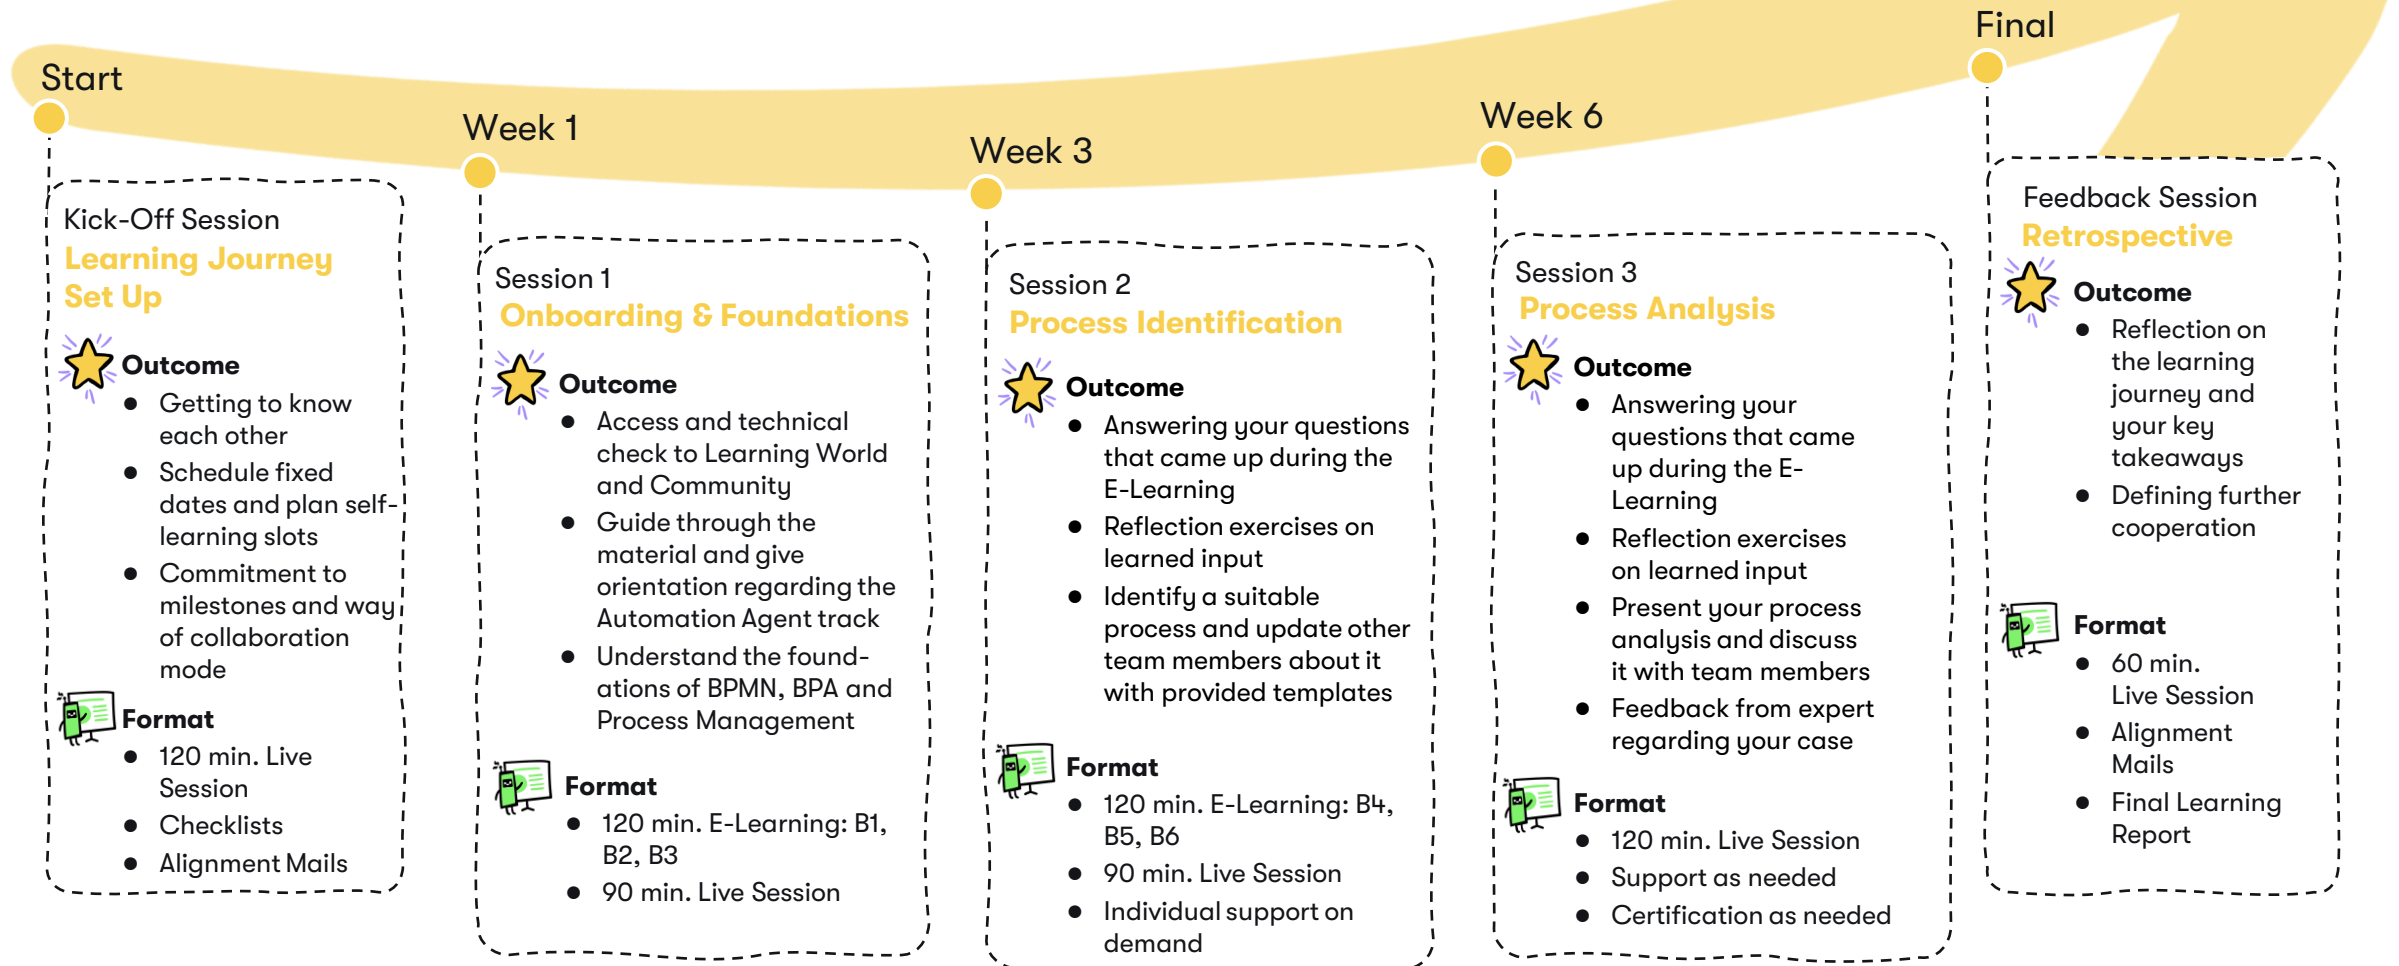 Start
Kick-Off Session
Learning Journey
Set Up
Outcome
● Getting to know
each other
● Schedule fixed
dates and plan self-
learning slots
● Commitment to
milestones and way
of collaboration
mode
Format
● 120 min. Live
Session
● Checklists
● Alignment Mails
Week 1
Session 1
Onboarding & Foundations
Outcome
● Access and technical
check to Learning World
and Community
● Guide through the
material and give
orientation regarding the
Automation Agent track
● Understand the found-
ations of BPMN, BPA and
Process Management
Format
● 120 min. E-Learning: B1,
B2, B3
● 90 min. Live Session
Week 3
Session 2
Process Identification
Outcome
● Answering your questions
that came up during the
E-Learning
● Reflection exercises on
learned input
● Identify a suitable
process and update other
team members about it
with provided templates
Format
● 120 min. E-Learning: B4,
B5, B6
● 90 min. Live Session
● Individual support on
demand
Week 6
Session 3
Process Analysis
Outcome
● Answering your
questions that came
up during the E-
Learning
● Reflection exercises
on learned input
● Present your process
analysis and discuss
it with team members
● Feedback from expert
regarding your case
Format
● 120 min. Live Session
● Support as needed
● Certification as needed
Final
Feedback Session
Retrospective
Outcome
● Reflection on
the learning
journey and
your key
takeaways
● Defining further
cooperation
Format
● 60 min.
Live Session
● Alignment
Mails
● Final Learning
Report